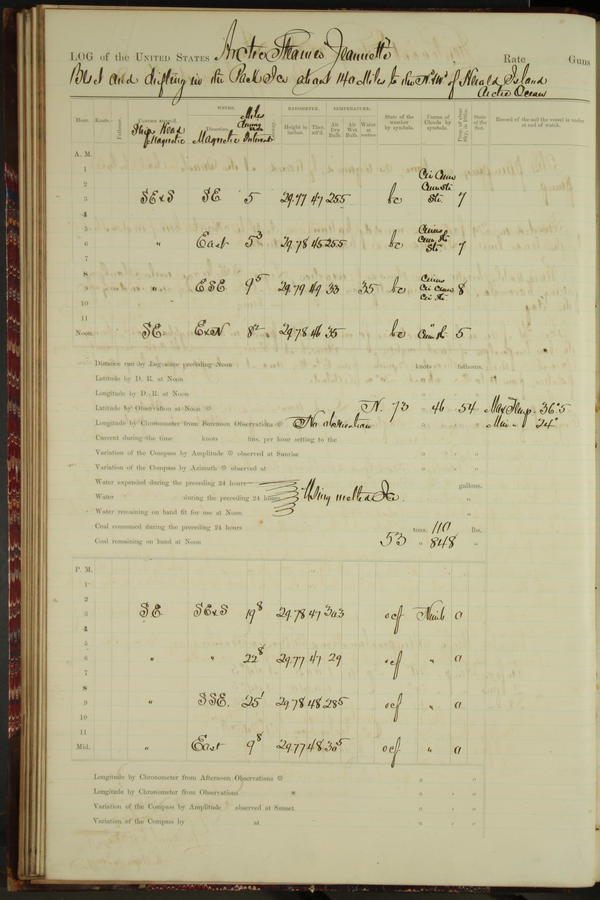 LOG of the UNITED STATES Arctic Steamer Jeannette Rate Guns
Beset and drifting in the Pack Ice about 140 Miles to the N.W. of Herald Island
Arctic Ocean
Hour. Knots. Fathoms. Courses steered. WINDS. BAROMETER. TEMPERATURE. State of the weather by symbols. Forms of Clouds by symbols. Prop. of clear sky, in 10ths. State of the Sea. Record of the sail the vessel is under at end of watch.
Ship's Head Magnetic Direction. Magnetic Miles during Interval Height in inches. Ther. att'd Air Dry Bulb. Air Wet Bulb. Water at surface.
A. M.
1
2
3 SE x S SE 5 29.77 47 25.5 bc Ci Cum Cum Sti Sti 7
4
5
6 " East 5³ 29.78 45 25.5 bc Cumu Cum Sti Sti 7
7
8
9 " ESE 9⁵ 29.79 49 33 35 bc Cumu Ci Cum Ci Sti 8
10
11
Noon. SE ExN 8² 29.78 46 35 bc Cum Sti 5
Distance run by Log since preceding Noon knots fathoms.
Latitude by D. R. at Noon
Longitude by D. R. at Noon
Latitude by Observation at Noon N. 73 46 54 Max Temp. 36°5
Longitude by Chronometer from Forenoon Observations No observation Min " 24°
Current during the time knots fms. per hour setting to the
Variation of the Compass by Amplitude observed at Sunrise
Variation of the Compass by Azimuth observed at
Water expended during the preceding 24 hours gallons.
Water during the preceding 24 hours Using melted Ice. "
Water remaining on hand fit for use at Noon "
Coal consumed during the preceding 24 hours tons. 110 lbs.
Coal remaining on hand at Noon 53 " 848 "
P. M.
1
2
3 SE SExS 19⁸ 29.78 47 30.3 ocf Nimb 0
4
5
6 " " 22⁸ 29.77 47 29 ocf " 0
7
8
9 " SSE. 25¹ 29.78 48 28.5 ocf " 0
10
11
Mid. " East 9⁸ 29.77 48 30.5 ocf " 0
Longitude by Chronometer from Afternoon Observations
Longitude by Chronometer from Observations
Variation of the Compass by Amplitude observed at Sunset
Variation of the Compass by at